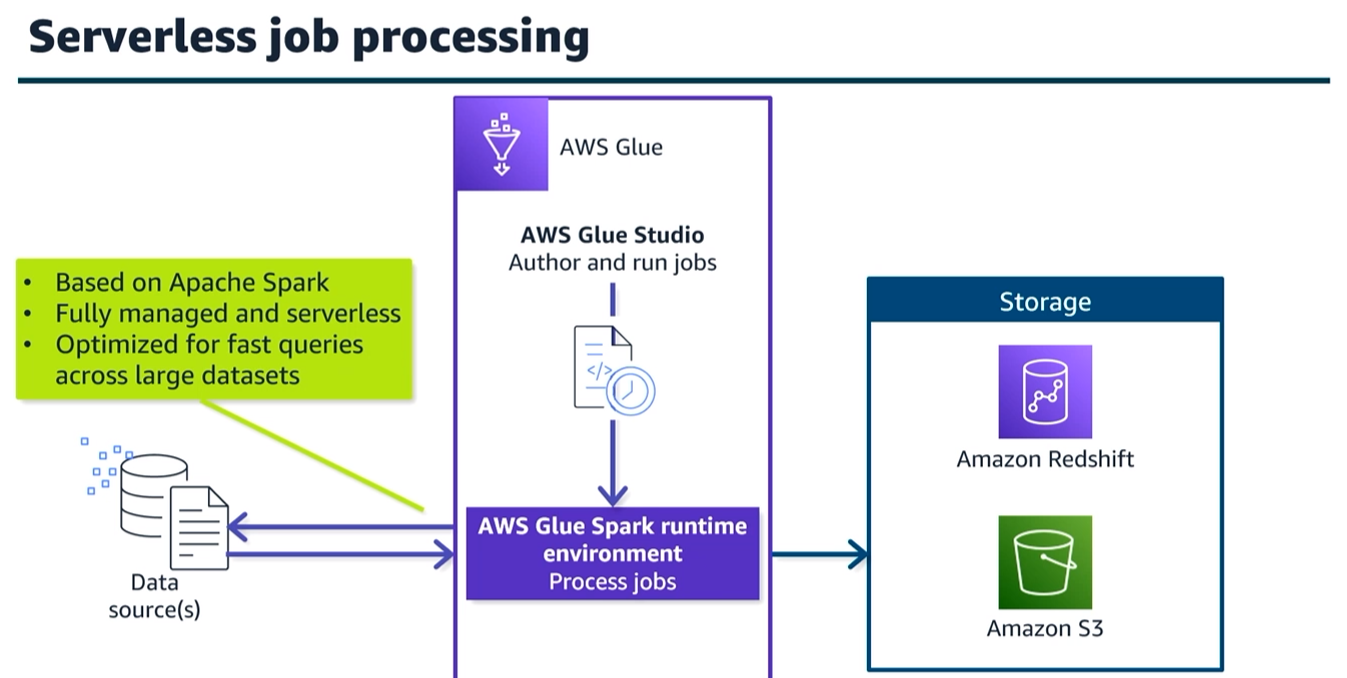 Serverless job processing
AWS Glue
AWS Glue Studio
Author and run jobs
• Based on Apache Spark
• Fully managed and serverless
• Optimized for fast queries
across large datasets
</>
Data
source(s)
AWS Glue Spark runtime
environment
Process jobs
Storage
Amazon Redshift
Amazon S3